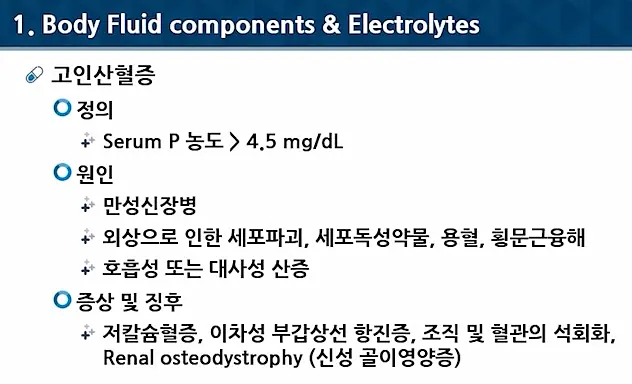 1. Body Fluid components & Electrolytes
고인산혈증
정의
Serum P 농도 > 4.5 mg/dL
원인
만성신장병
외상으로 인한 세포파괴, 세포독성약물, 용혈, 횡문근융해
호흡성 또는 대사성 산증
증상 및 징후
저칼슘혈증, 이차성 부갑상선 항진증, 조직 및 혈관의 석회화,
Renal osteodystrophy (신성 골이영양증)